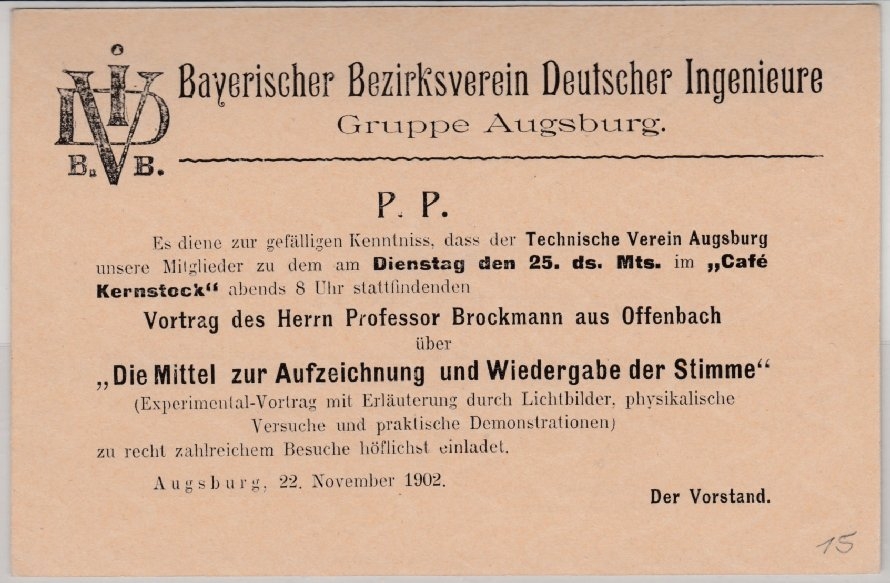 Bayerischer Bezirksverein Deutscher Ingenieure
Gruppe Augsburg.
VDI
B. B.
P. P.
Es diene zur gefälligen Kenntniss, dass der Technische Verein Augsburg
unsere Mitglieder zu dem am Dienstag den 25. ds. Mts. im „Café
Kernstock“ abends 8 Uhr stattfindenden
Vortrag des Herrn Professor Brockmann aus Offenbach
über
„Die Mittel zur Aufzeichnung und Wiedergabe der Stimme“
(Experimental-Vortrag mit Erläuterung durch Lichtbilder, physikalische
Versuche und praktische Demonstrationen)
zu recht zahlreichem Besuche höflichst einladet.
Augsburg, 22. November 1902.
Der Vorstand.
15